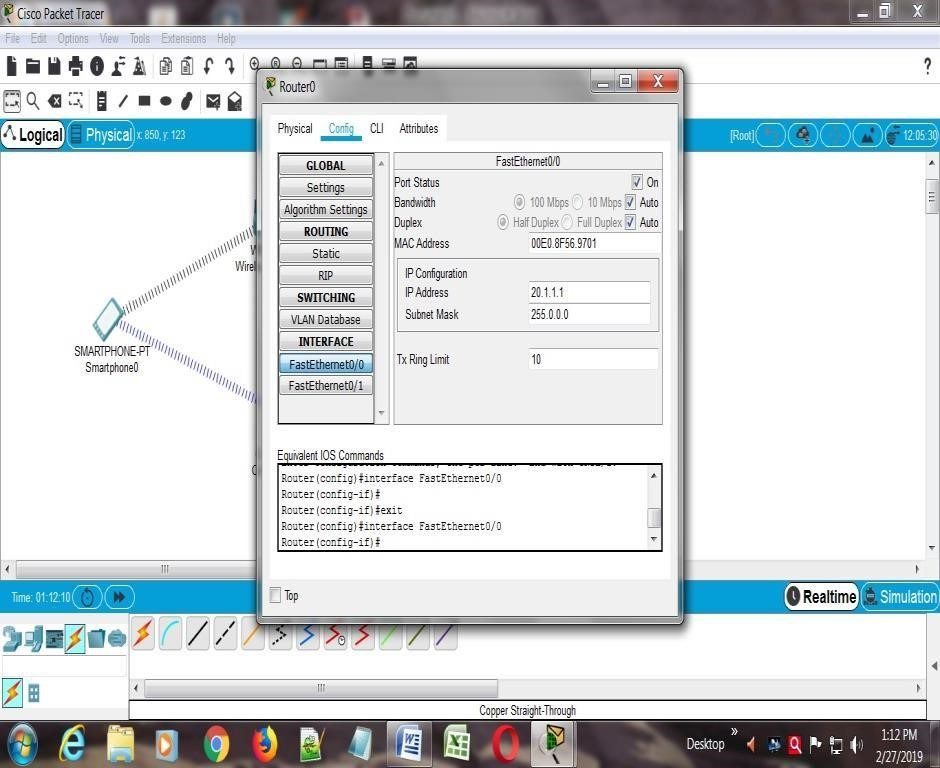 Cisco Packet Tracer
File Edit Options View Tools Extensions Help
Logical Physical x: 850, y: 123
[Root] 12:05:30
SMARTPHONE-PT
Smartphone0
Router0
Physical Config CLI Attributes
GLOBAL
Settings
Algorithm Settings
ROUTING
Static
RIP
SWITCHING
VLAN Database
INTERFACE
FastEthernet0/0
FastEthernet0/1
FastEthernet0/0
Port Status On
Bandwidth 100 Mbps 10 Mbps Auto
Duplex Half Duplex Full Duplex Auto
MAC Address 00E0.8F56.9701
IP Configuration
IP Address 20.1.1.1
Subnet Mask 255.0.0.0
Tx Ring Limit 10
Equivalent IOS Commands
Router(config)#interface FastEthernet0/0
Router(config-if)#
Router(config-if)#exit
Router(config)#interface FastEthernet0/0
Router(config-if)#
Top
Time: 01:12:10 Realtime Simulation
Copper Straight-Through
Desktop
1:12 PM
2/27/2019